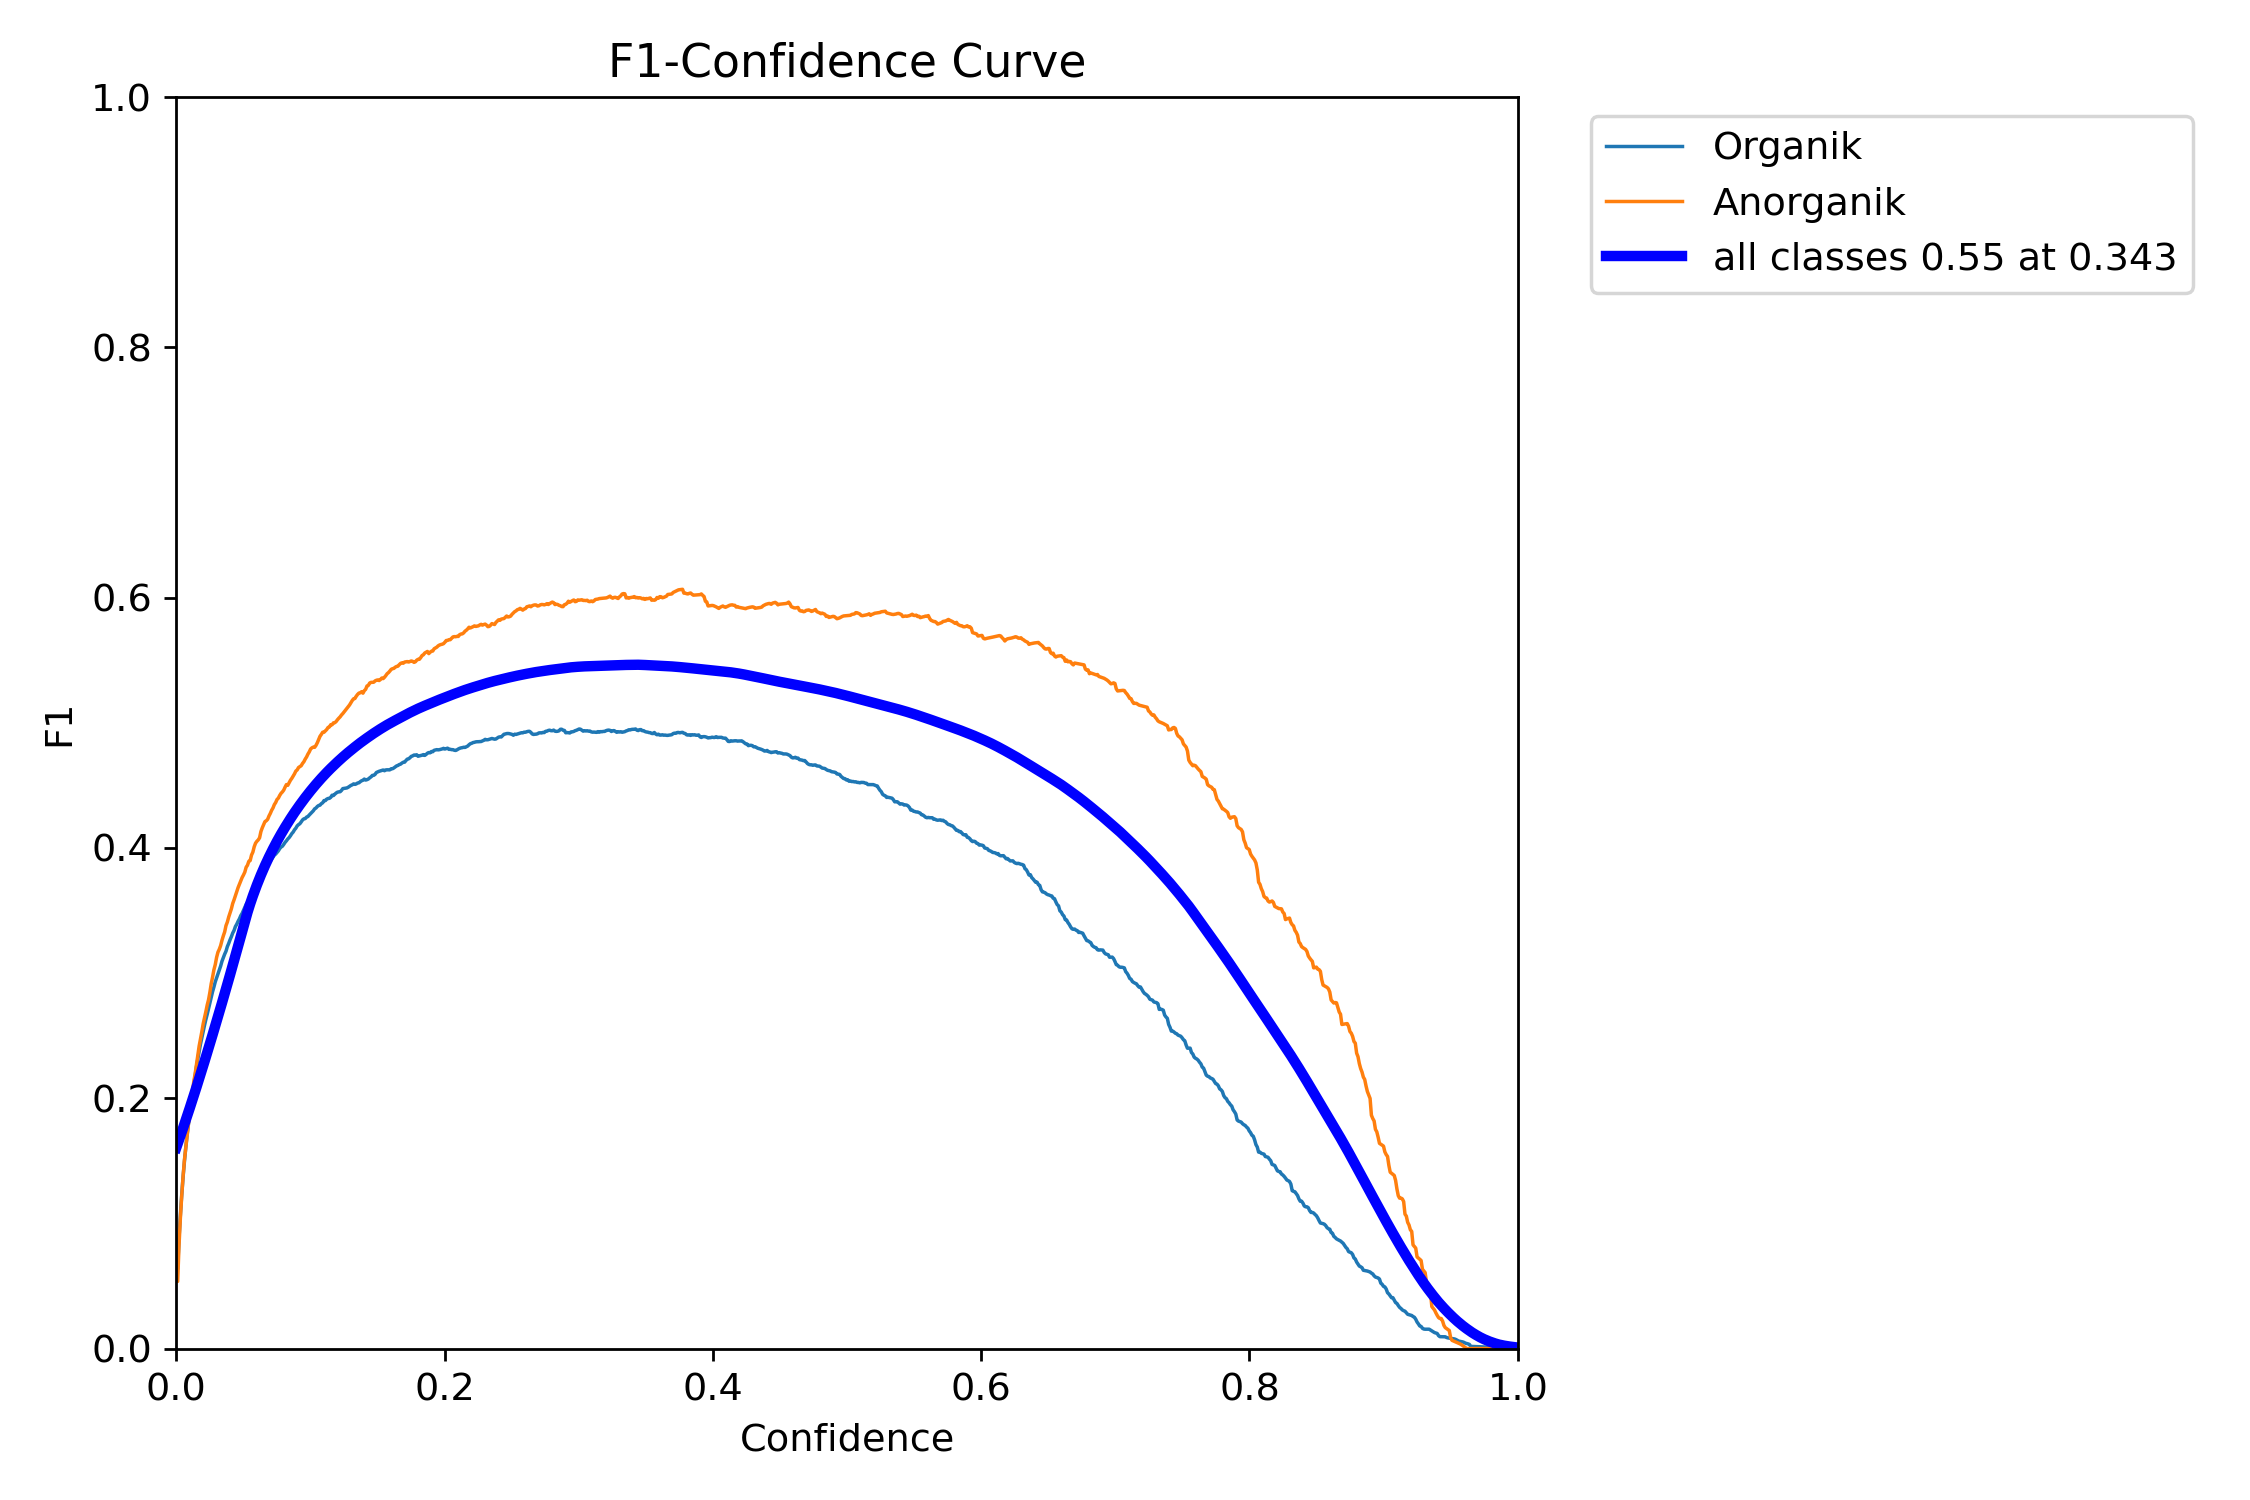 F1-Confidence Curve
1.0
0.8
0.6
0.4
0.2
0.0
F1
0.0 0.2 0.4 0.6 0.8 1.0
Confidence
Organik
Anorganik
all classes 0.55 at 0.343